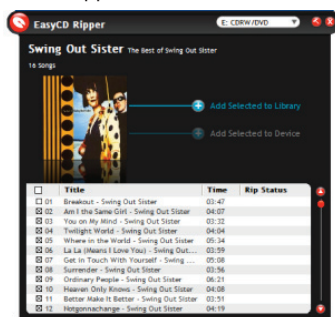 EasyCD Ripper
E: CDRW/DVD
Swing Out Sister The Best of Swing Out Sister
16 Songs
Add Selected to Library
Add Selected to Device
Title Time Rip Status
01 Breakout - Swing Out Sister 03:47
02 Am I the Same Girl - Swing Out Sister 04:07
03 You on My Mind - Swing Out Sister 03:32
04 Twilight World - Swing Out Sister 04:04
05 Where in the World - Swing Out Sister 05:34
06 La La (Means I Love You) - Swing Out... 03:59
07 Get in Touch With Yourself - Swing ... 05:08
08 Surrender - Swing Out Sister 03:56
09 Ordinary People - Swing Out Sister 06:21
10 Heaven Only Knows - Swing Out Sister 04:08
11 Better Make It Better - Swing Out Sister 03:51
12 Notgonnachange - Swing Out Sister 04:19